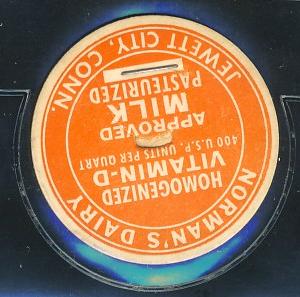 NORMAN'S DAIRY
HOMOGENIZED
VITAMIN-D
400 U.S.P. UNITS PER QUART
APPROVED
MILK
PASTEURIZED
JEWETT CITY, CONN.